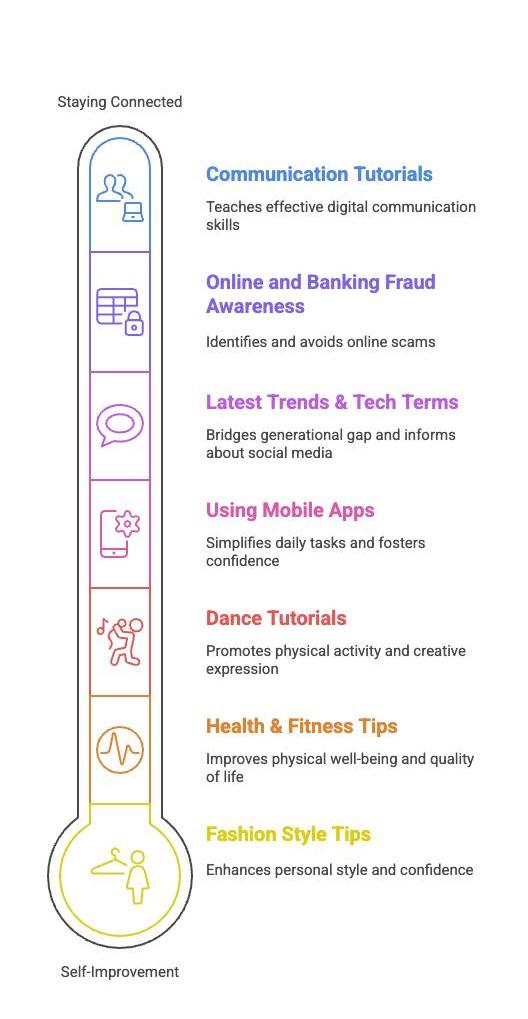 Staying Connected
Communication Tutorials
Teaches effective digital communication
skills
Online and Banking Fraud
Awareness
Identifies and avoids online scams
Latest Trends & Tech Terms
Bridges generational gap and informs
about social media
Using Mobile Apps
Simplifies daily tasks and fosters
confidence
Dance Tutorials
Promotes physical activity and creative
expression
Health & Fitness Tips
Improves physical well-being and quality
of life
Fashion Style Tips
Enhances personal style and confidence
Self-Improvement